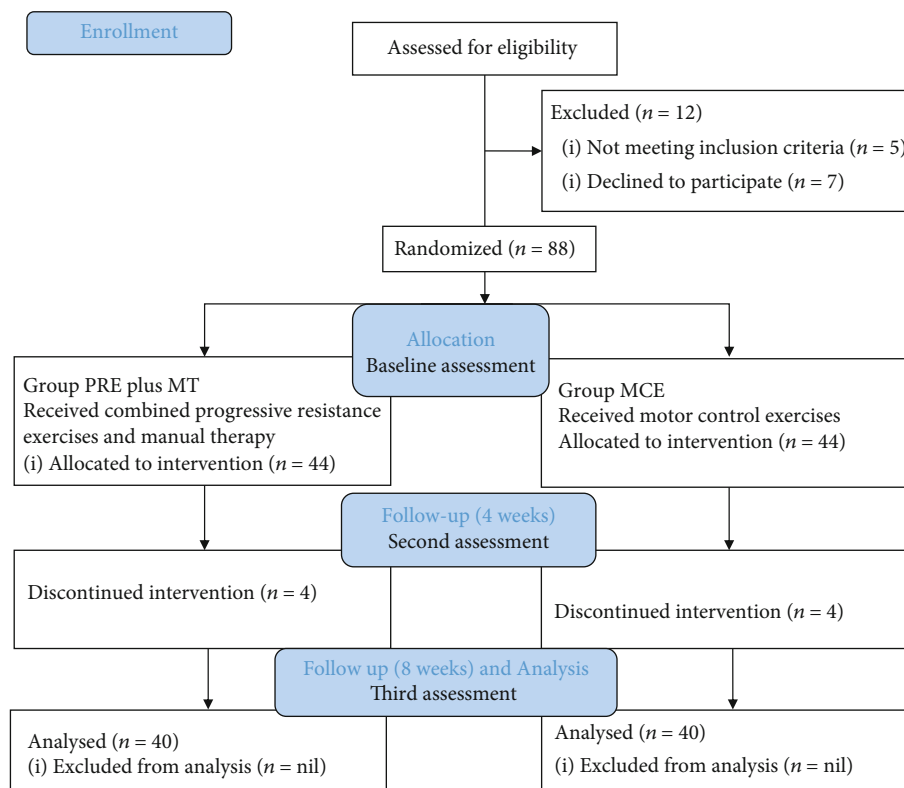 Enrollment
Assessed for eligibility
Excluded (n = 12)
(i) Not meeting inclusion criteria (n = 5)
(i) Declined to participate (n = 7)
Randomized (n = 88)
Allocation
Baseline assessment
Group PRE plus MT
Received combined progressive resistance
exercises and manual therapy
(i) Allocated to intervention (n = 44)
Group MCE
Received motor control exercises
Allocated to intervention (n = 44)
Follow-up (4 weeks)
Second assessment
Discontinued intervention (n = 4)
Discontinued intervention (n = 4)
Follow up (8 weeks) and Analysis
Third assessment
Analysed (n = 40)
(i) Excluded from analysis (n = nil)
Analysed (n = 40)
(i) Excluded from analysis (n = nil)